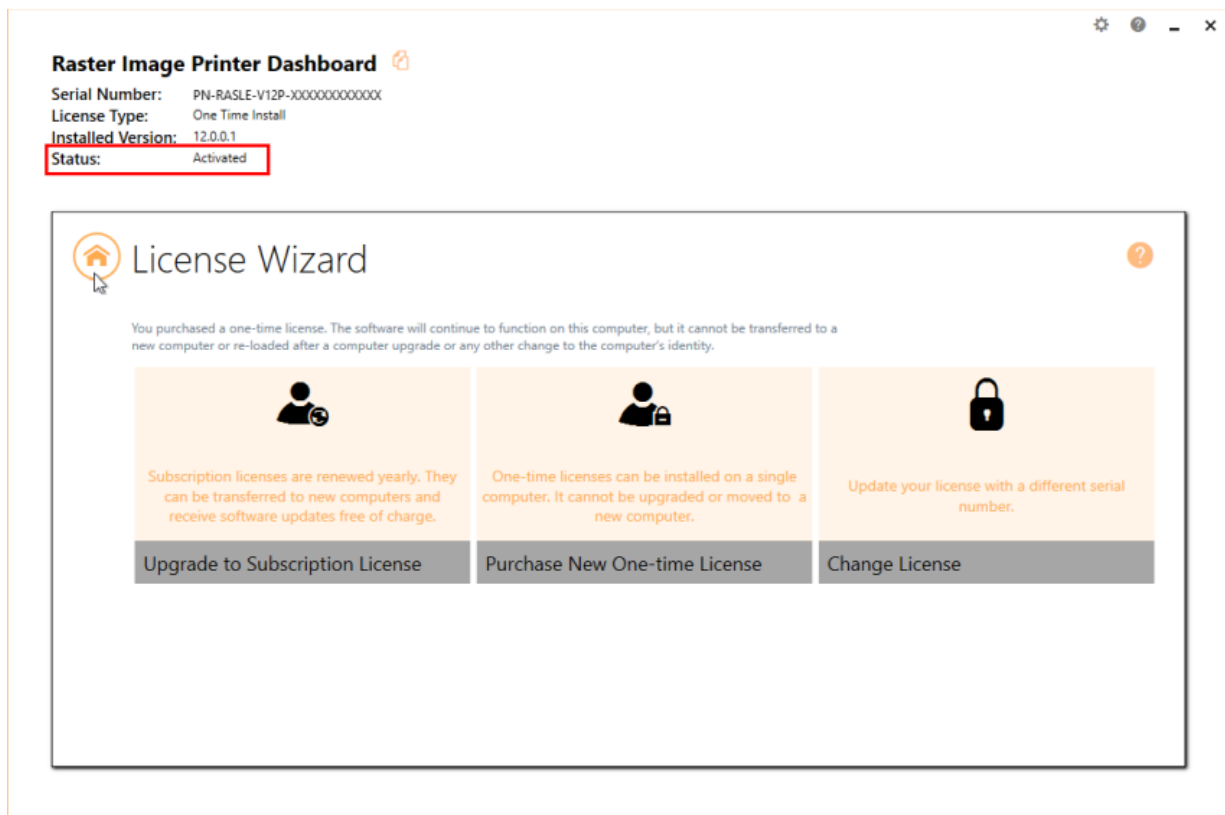 Raster Image Printer Dashboard
Serial Number: PN-RASLE-V12P-XXXXXXXXXXXX
License Type: One Time Install
Installed Version: 12.0.0.1
Status: Activated
License Wizard
?
You purchased a one-time license. The software will continue to function on this computer, but it cannot be transferred to a
new computer or re-loaded after a computer upgrade or any other change to the computer's identity.
Subscription licenses are renewed yearly. They
can be transferred to new computers and
receive software updates free of charge.
Upgrade to Subscription License
One-time licenses can be installed on a single
computer. It cannot be upgraded or moved to a
new computer.
Purchase New One-time License
Update your license with a different serial
number.
Change License